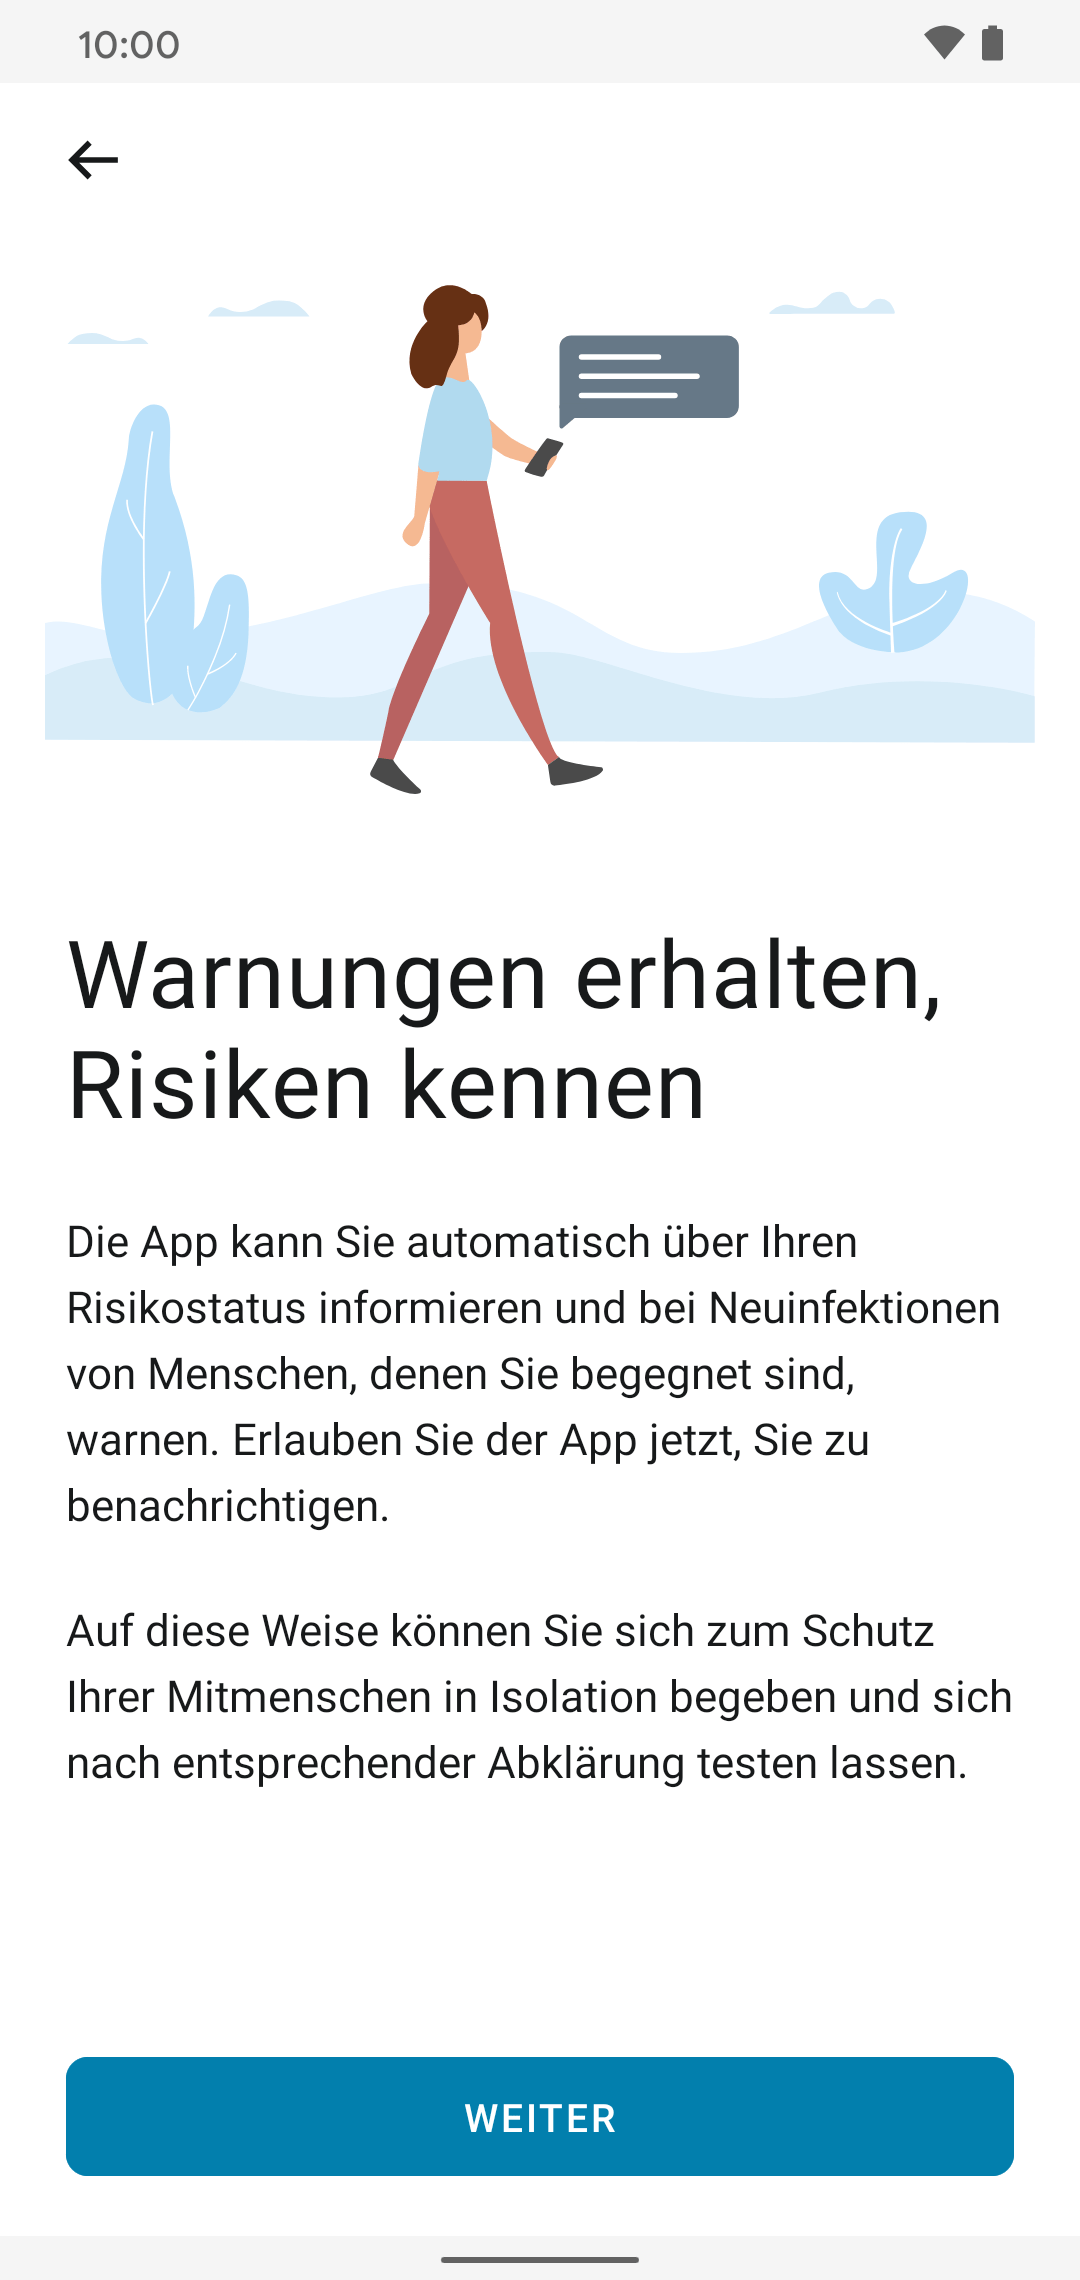 10:00
Warnungen erhalten,
Risiken kennen
Die App kann Sie automatisch über Ihren
Risikostatus informieren und bei Neuinfektionen
von Menschen, denen Sie begegnet sind,
warnen. Erlauben Sie der App jetzt, Sie zu
benachrichtigen.
Auf diese Weise können Sie sich zum Schutz
Ihrer Mitmenschen in Isolation begeben und sich
nach entsprechender Abklärung testen lassen.
WEITER